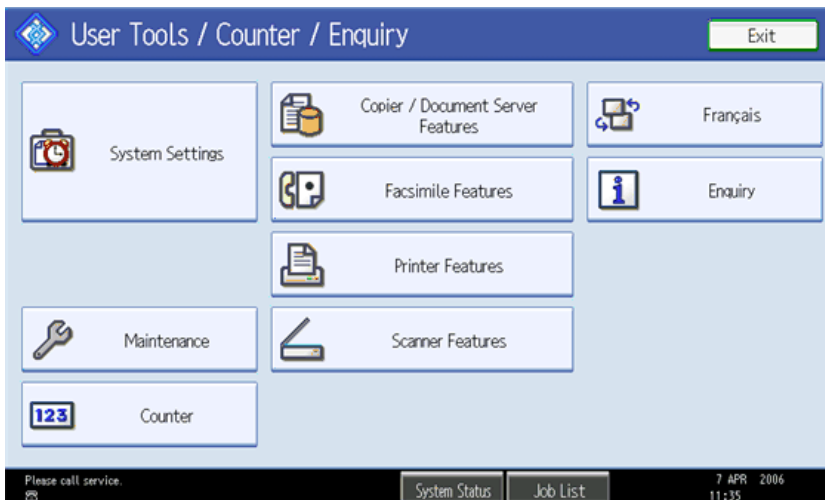 User Tools / Counter / Enquiry
Exit
System Settings
Copier / Document Server
Features
Français
Facsimile Features
Enquiry
Printer Features
Maintenance
Scanner Features
123
Counter
Please call service.
System Status
Job List
7 APR 2006
11:35